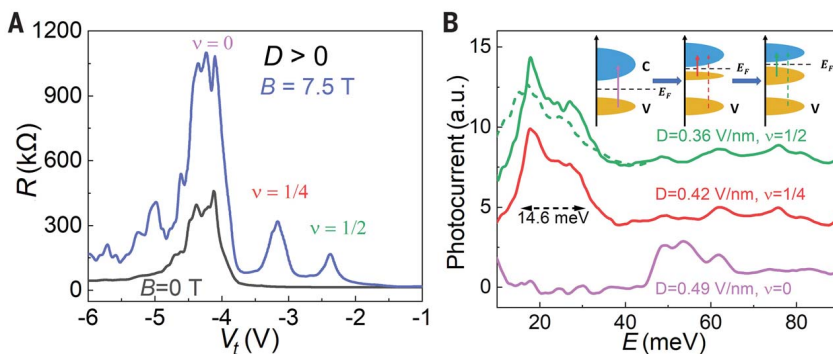 A
1200
900
600
300
0
R (kΩ)
ν=0
D > 0
B = 7.5 T
ν = 1/4
ν = 1/2
B=0 T
-6 -5 -4 -3 -2 -1
V_t (V)
B
15
10
5
0
Photocurrent (a.u.)
C
E_F
V
E_F
V
E_F
V
D=0.36 V/nm, ν=1/2
D=0.42 V/nm, ν=1/4
14.6 meV
D=0.49 V/nm, ν=0
20 40 60 80
E (meV)